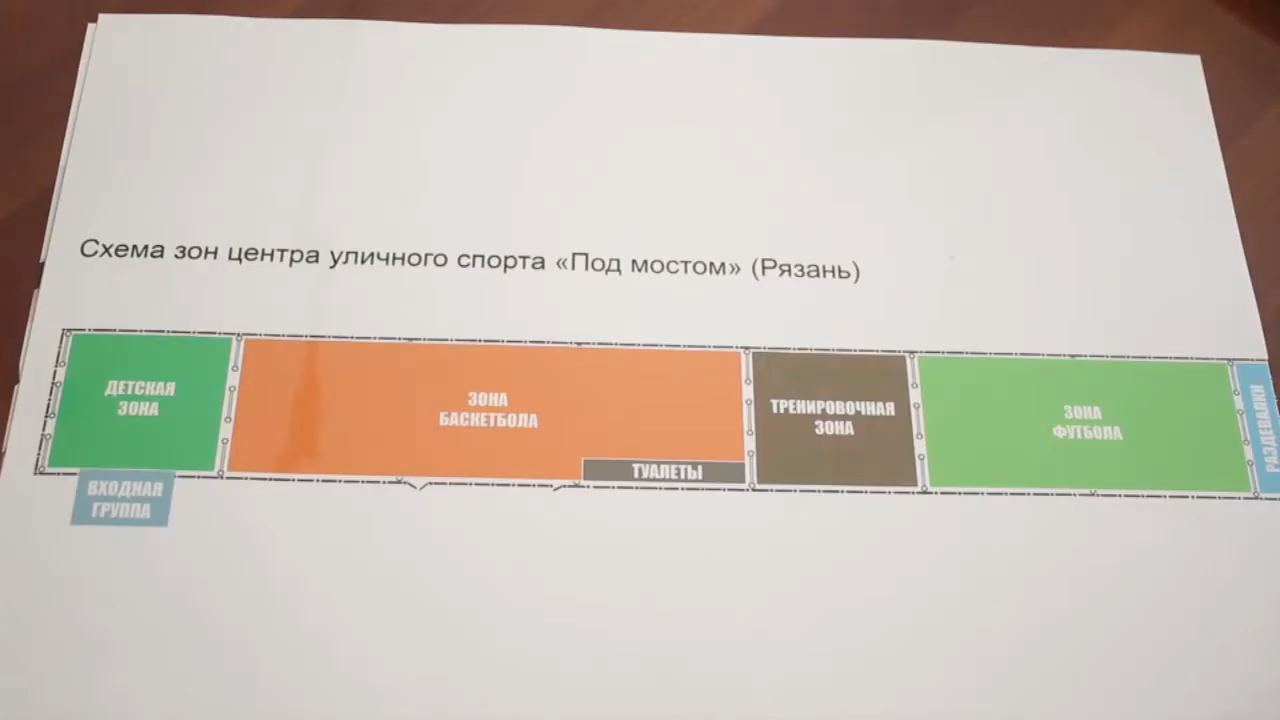 Схема зон центра уличного спорта «Под мостом» (Рязань)
ДЕТСКАЯ
ЗОНА
ЗОНА
БАСКЕТБОЛА
ТУАЛЕТЫ
ТРЕНИРОВОЧНАЯ
ЗОНА
ЗОНА
ФУТБОЛА
РАЗДЕВАЛКИ
ВХОДНАЯ
ГРУППА